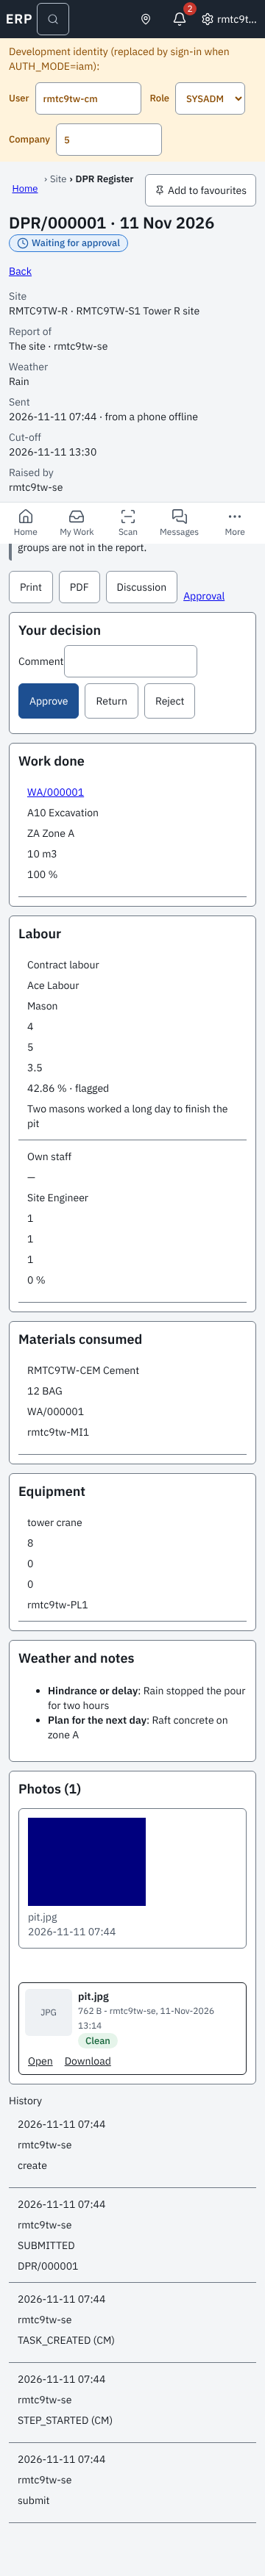 ERP
2
rmtc9t...
Development identity (replaced by sign-in when
AUTH_MODE=iam):
User rmtc9tw-cm Role SYSADM
Company 5
Home › Site › DPR Register
Add to favourites
DPR/000001 · 11 Nov 2026
Waiting for approval
Back
Site
RMTC9TW-R · RMTC9TW-S1 Tower R site
Report of
The site · rmtc9tw-se
Weather
Rain
Sent
2026-11-11 07:44 · from a phone offline
Cut-off
2026-11-11 13:30
Raised by
rmtc9tw-se
Home My Work Scan Messages More
groups are not in the report.
Print PDF Discussion Approval
Your decision
Comment
Approve Return Reject
Work done
WA/000001
A10 Excavation
ZA Zone A
10 m3
100 %
Labour
Contract labour
Ace Labour
Mason
4
5
3.5
42.86 % · flagged
Two masons worked a long day to finish the
pit
Own staff
—
Site Engineer
1
1
1
0 %
Materials consumed
RMTC9TW-CEM Cement
12 BAG
WA/000001
rmtc9tw-MI1
Equipment
tower crane
8
0
0
rmtc9tw-PL1
Weather and notes
• Hindrance or delay: Rain stopped the pour
for two hours
• Plan for the next day: Raft concrete on
zone A
Photos (1)
pit.jpg
2026-11-11 07:44
JPG
pit.jpg
762 B - rmtc9tw-se, 11-Nov-2026
13:14
Clean
Open Download
History
2026-11-11 07:44
rmtc9tw-se
create
2026-11-11 07:44
rmtc9tw-se
SUBMITTED
DPR/000001
2026-11-11 07:44
rmtc9tw-se
TASK_CREATED (CM)
2026-11-11 07:44
rmtc9tw-se
STEP_STARTED (CM)
2026-11-11 07:44
rmtc9tw-se
submit